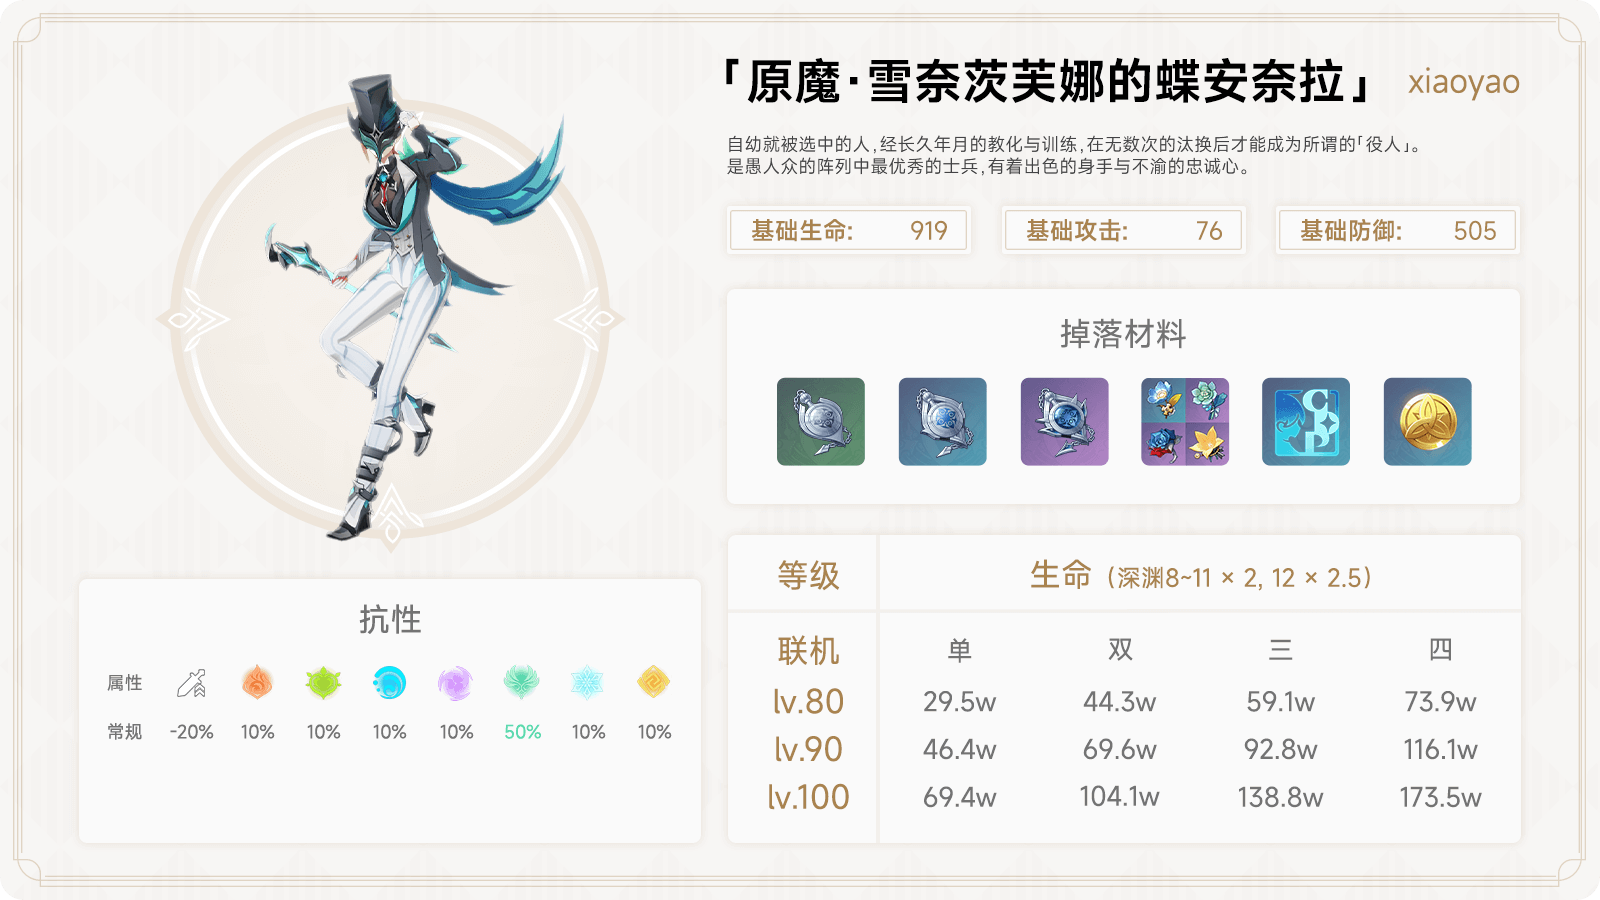 「原魔·雪奈茨芙娜的蝶安奈拉」 xiaoyao
自幼就被选中的人,经长久年月的教化与训练,在无数次的汰换后才能成为所谓的「役人」。
是愚人众的阵列中最优秀的士兵,有着出色的身手与不渝的忠诚心。
基础生命: 919 基础攻击: 76 基础防御: 505
掉落材料
抗性
属性
常规 -20% 10% 10% 10% 10% 50% 10% 10%
等级 生命 (深渊8~11 × 2, 12 × 2.5)
联机 单 双 三 四
lv.80 29.5w 44.3w 59.1w 73.9w
lv.90 46.4w 69.6w 92.8w 116.1w
lv.100 69.4w 104.1w 138.8w 173.5w